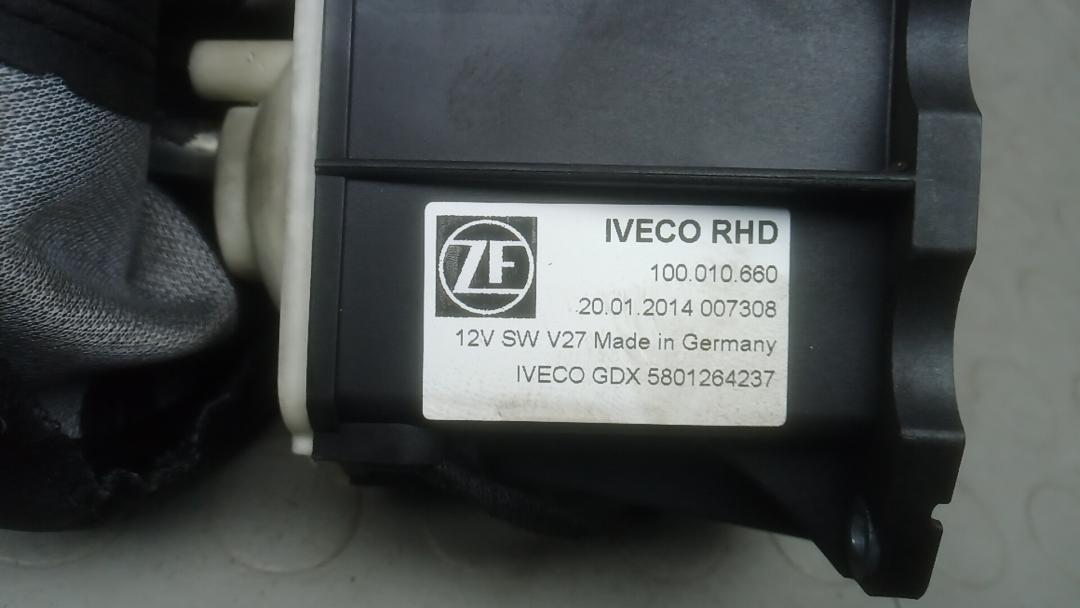 ZF
IVECO RHD
100.010.660
20.01.2014 007308
12V SW V27 Made in Germany
IVECO GDX 5801264237